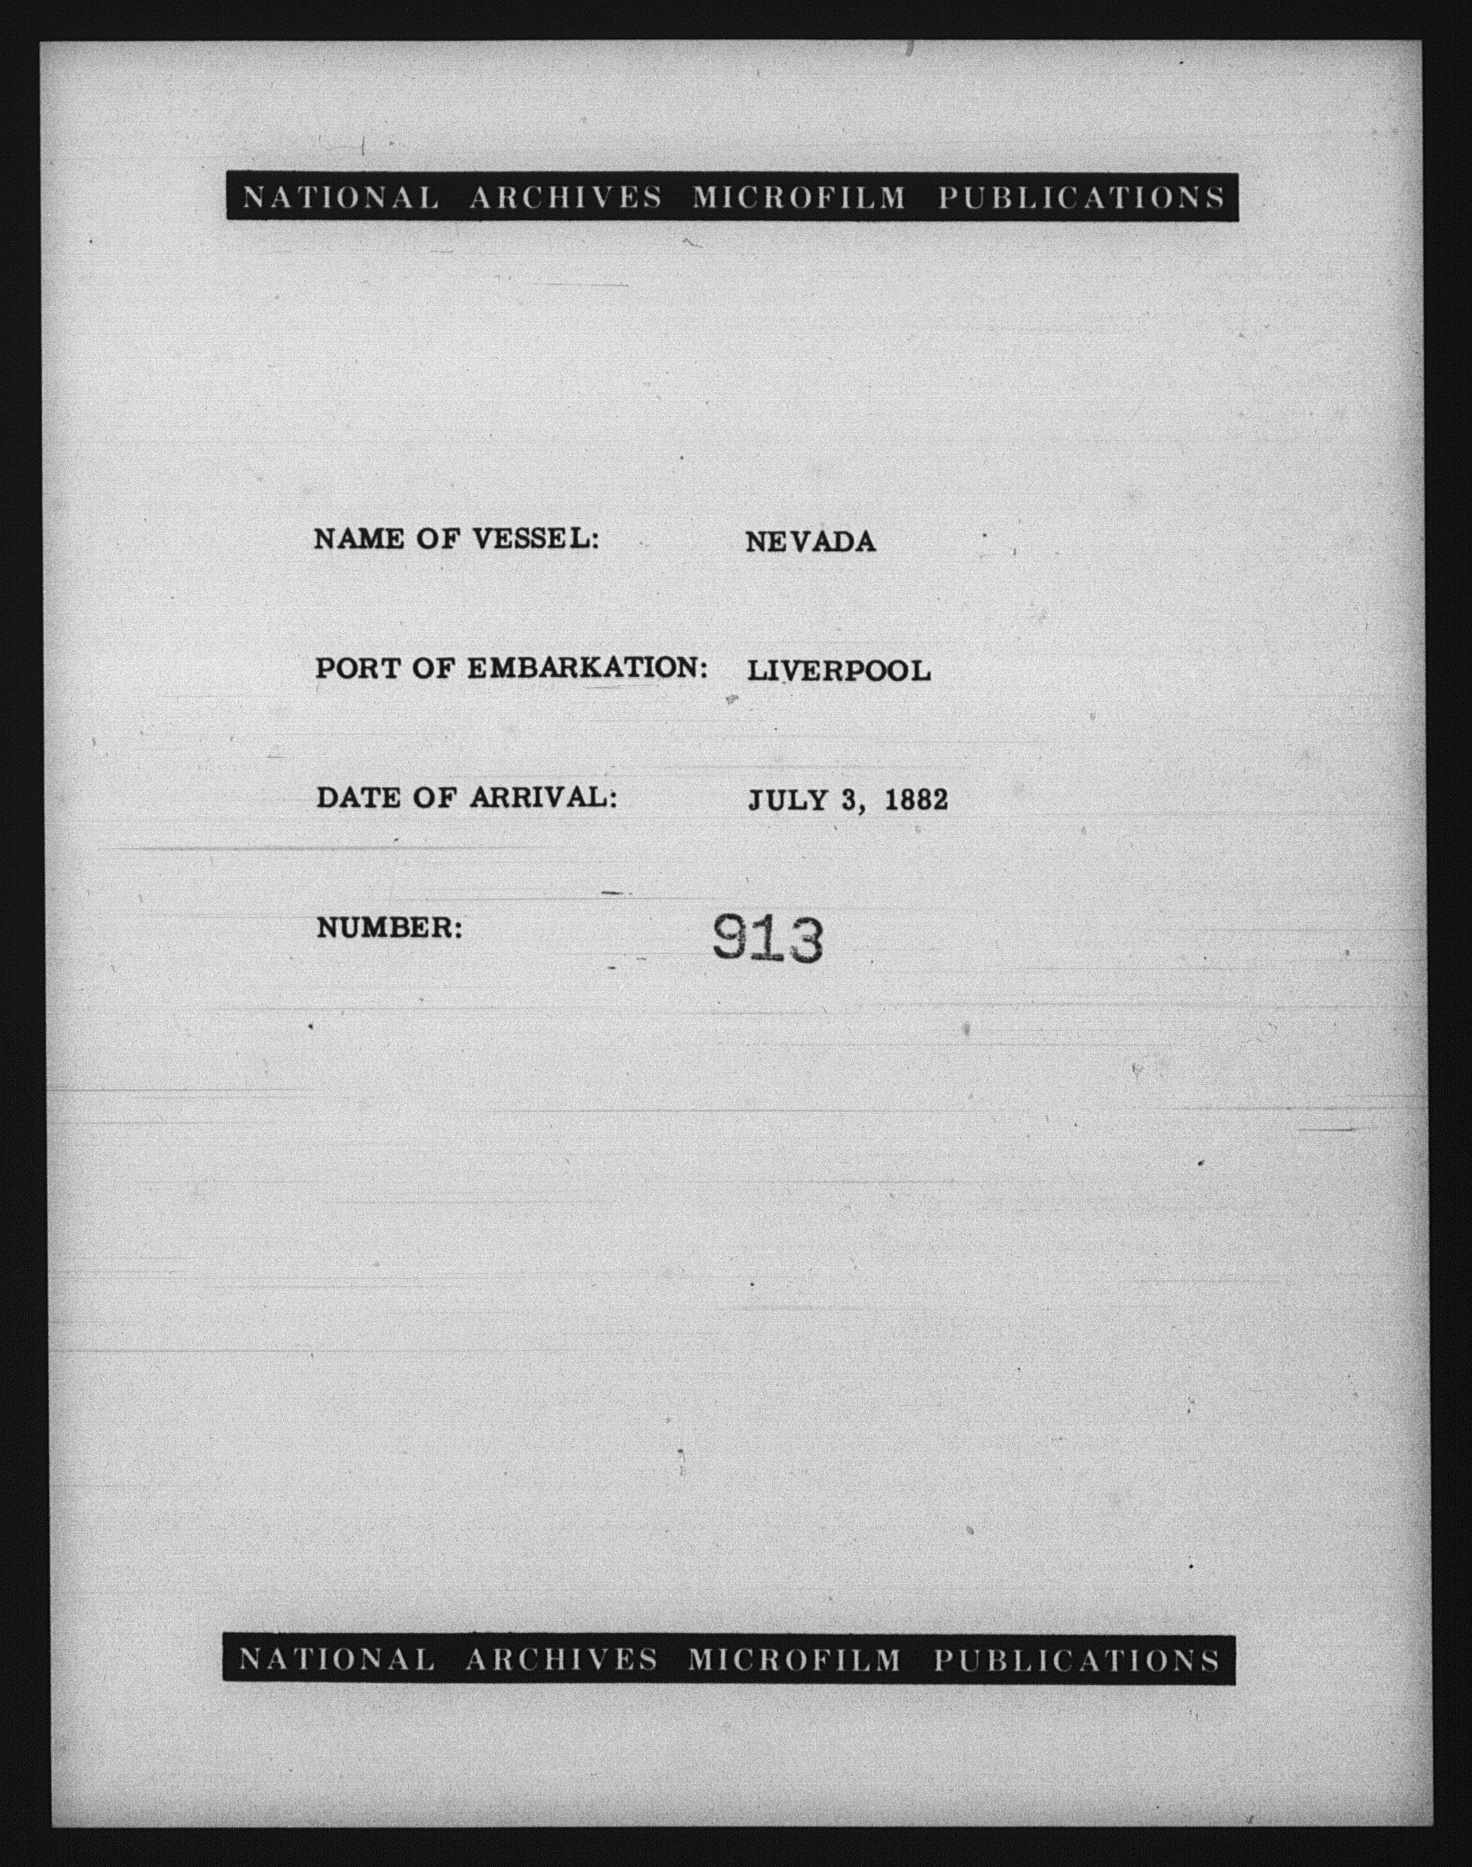 NATIONAL ARCHIVES MICROFILM PUBLICATIONS
NAME OF VESSEL: NEVADA
PORT OF EMBARKATION: LIVERPOOL
DATE OF ARRIVAL: JULY 3, 1882
NUMBER: 913
NATIONAL ARCHIVES MICROFILM PUBLICATIONS